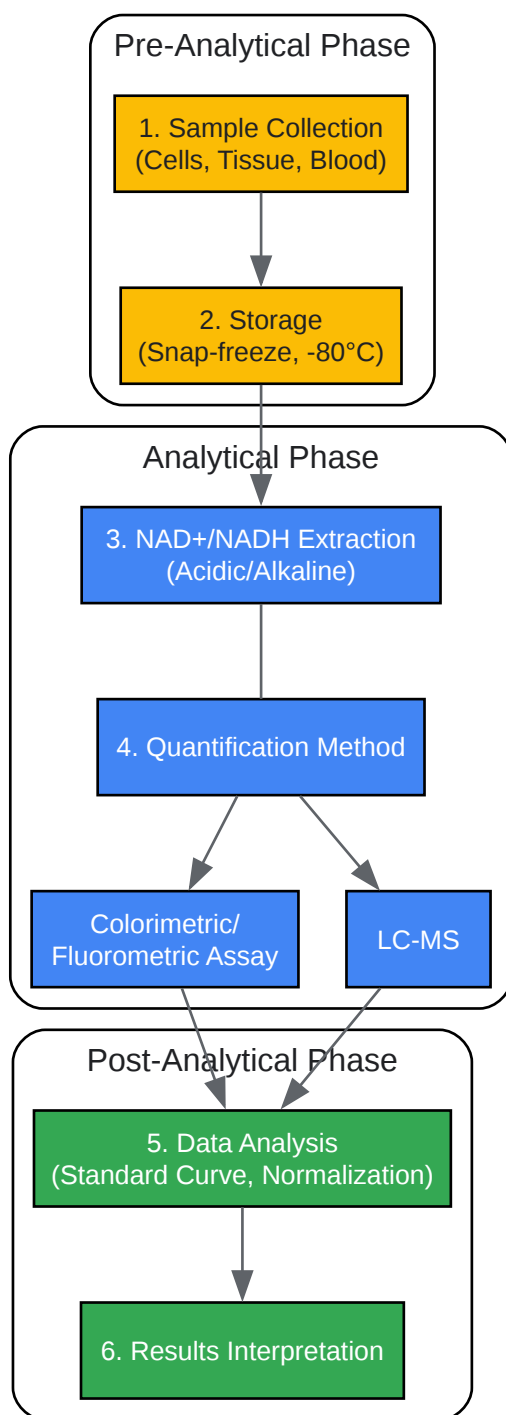 Pre-Analytical Phase
1. Sample Collection
(Cells, Tissue, Blood)
2. Storage
(Snap-freeze, -80°C)
Analytical Phase
3. NAD+/NADH Extraction
(Acidic/Alkaline)
4. Quantification Method
Colorimetric/
Fluorometric Assay
LC-MS
Post-Analytical Phase
5. Data Analysis
(Standard Curve, Normalization)
6. Results Interpretation